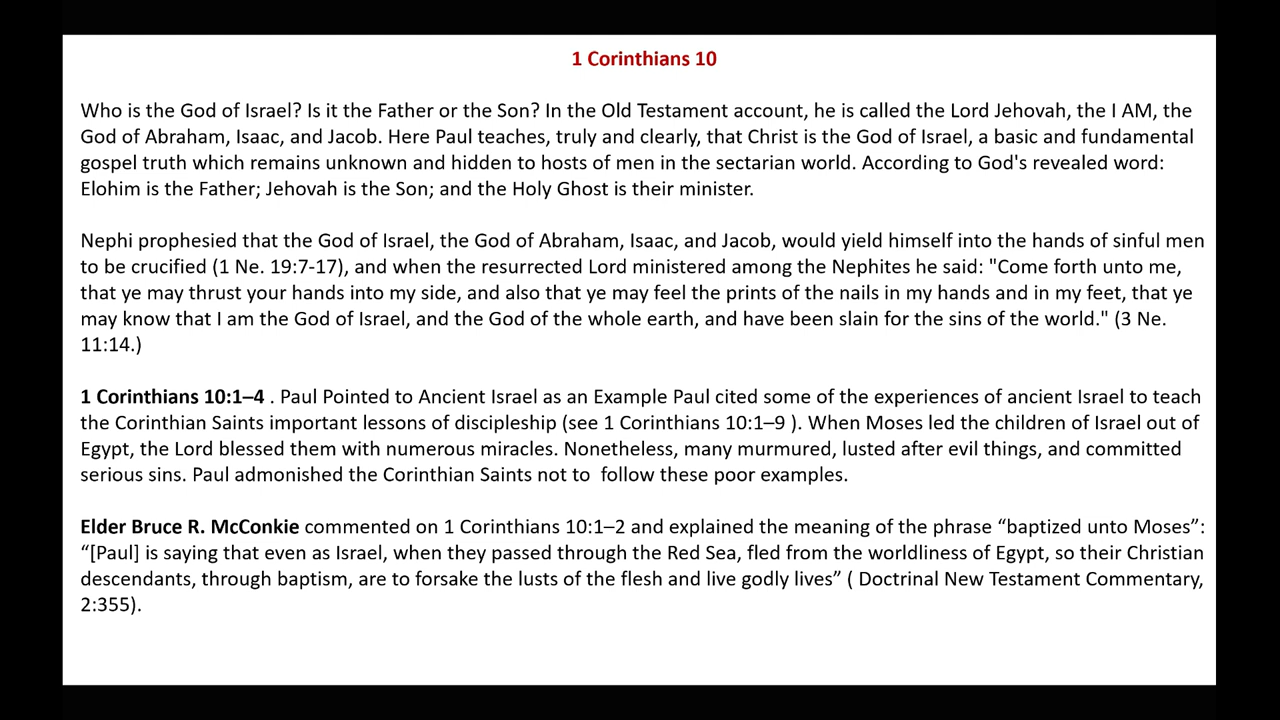 1 Corinthians 10
Who is the God of Israel? Is it the Father or the Son? In the Old Testament account, he is called the Lord Jehovah, the I AM, the
God of Abraham, Isaac, and Jacob. Here Paul teaches, truly and clearly, that Christ is the God of Israel, a basic and fundamental
gospel truth which remains unknown and hidden to hosts of men in the sectarian world. According to God's revealed word:
Elohim is the Father; Jehovah is the Son; and the Holy Ghost is their minister.
Nephi prophesied that the God of Israel, the God of Abraham, Isaac, and Jacob, would yield himself into the hands of sinful men
to be crucified (1 Ne. 19:7-17), and when the resurrected Lord ministered among the Nephites he said: "Come forth unto me,
that ye may thrust your hands into my side, and also that ye may feel the prints of the nails in my hands and in my feet, that ye
may know that I am the God of Israel, and the God of the whole earth, and have been slain for the sins of the world." (3 Ne.
11:14.)
1 Corinthians 10:1–4 . Paul Pointed to Ancient Israel as an Example Paul cited some of the experiences of ancient Israel to teach
the Corinthian Saints important lessons of discipleship (see 1 Corinthians 10:1–9 ). When Moses led the children of Israel out of
Egypt, the Lord blessed them with numerous miracles. Nonetheless, many murmured, lusted after evil things, and committed
serious sins. Paul admonished the Corinthian Saints not to  follow these poor examples.
Elder Bruce R. McConkie commented on 1 Corinthians 10:1–2 and explained the meaning of the phrase “baptized unto Moses”:
“[Paul] is saying that even as Israel, when they passed through the Red Sea, fled from the worldliness of Egypt, so their Christian
descendants, through baptism, are to forsake the lusts of the flesh and live godly lives” ( Doctrinal New Testament Commentary,
2:355).